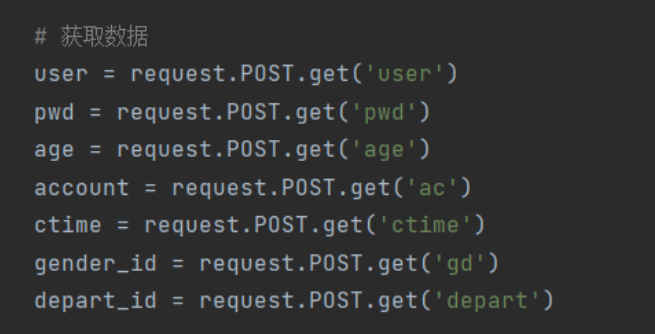 # 获取数据
user = request.POST.get('user')
pwd = request.POST.get('pwd')
age = request.POST.get('age')
account = request.POST.get('ac')
ctime = request.POST.get('ctime')
gender_id = request.POST.get('gd')
depart_id = request.POST.get('depart')